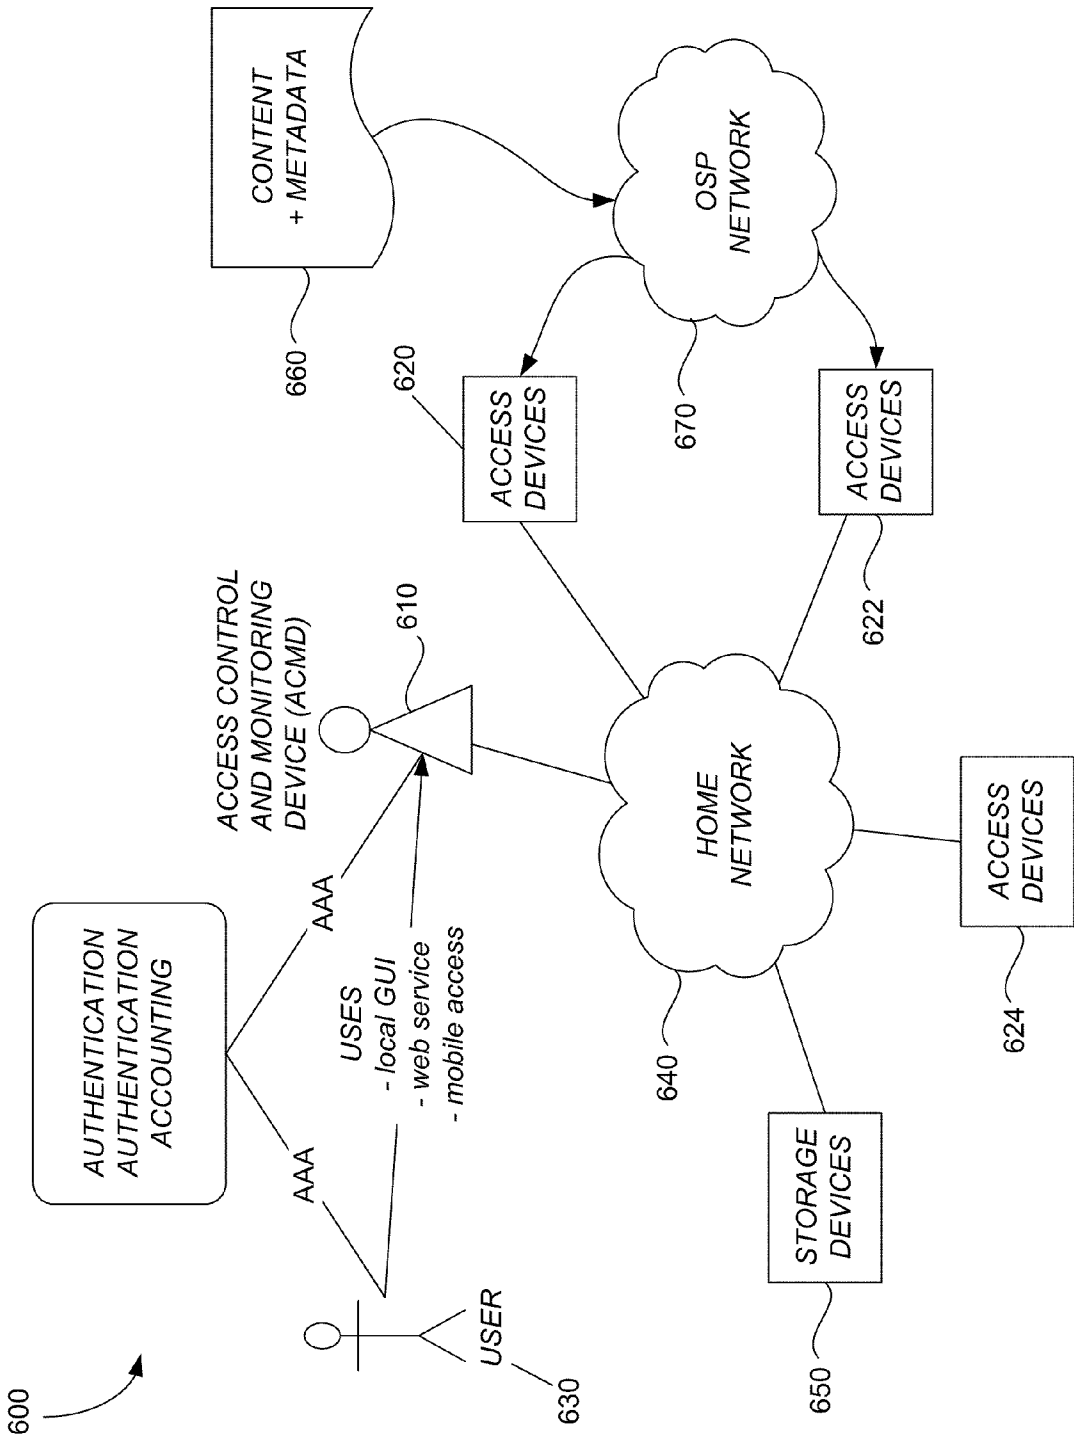 600
AUTHENTICATION
AUTHENTICATION
ACCOUNTING
AAA
AAA
ACCESS CONTROL
AND MONITORING
DEVICE (ACMD)
610
USES
- local GUI
- web service
- mobile access
USER
630
CONTENT
+ METADATA
660
620
ACCESS
DEVICES
OSP
NETWORK
670
HOME
NETWORK
640
ACCESS
DEVICES
622
STORAGE
DEVICES
650
ACCESS
DEVICES
624